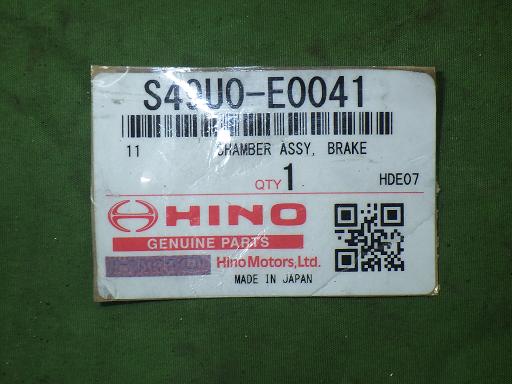 S49U0-E0041
11 CHAMBER ASSY, BRAKE
QTY 1 HDE07
HINO
GENUINE PARTS
Hino Motors, Ltd.
MADE IN JAPAN